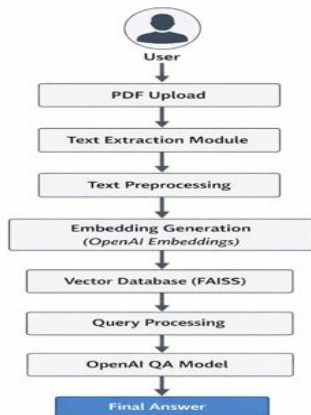 User
PDF Upload
Text Extraction Module
Text Preprocessing
Embedding Generation
(OpenAI Embeddings)
Vector Database (FAISS)
Query Processing
OpenAI QA Model
Final Answer